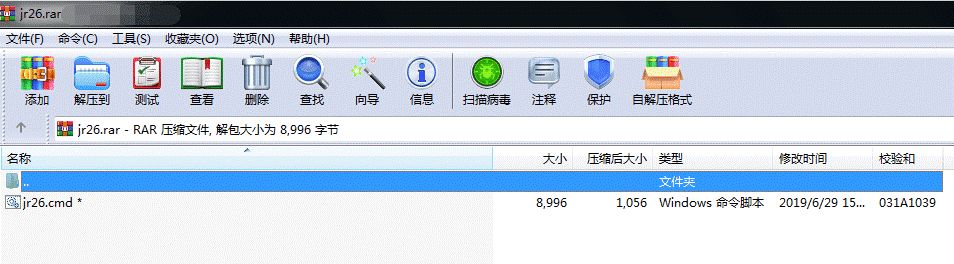 jr26.rar
文件(F) 命令(C) 工具(S) 收藏夹(O) 选项(N) 帮助(H)
添加 解压到 测试 查看 删除 查找 向导 信息 扫描病毒 注释 保护 自解压格式
jr26.rar - RAR 压缩文件, 解包大小为 8,996 字节
名称 大小 压缩后大小 类型 修改时间 校验和
.. 文件夹
jr26.cmd * 8,996 1,056 Windows 命令脚本 2019/6/29 15... 031A1039